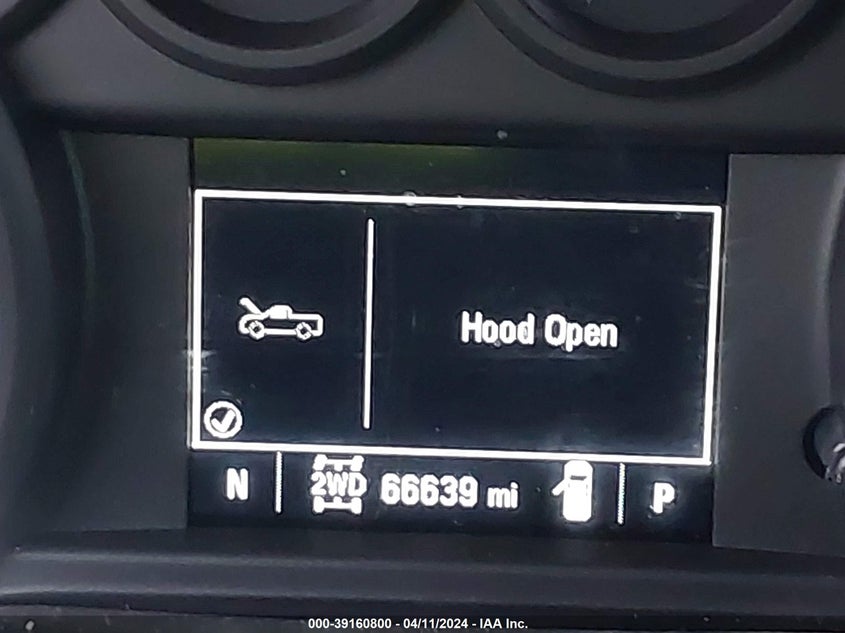 Hood Open
N
2WD
66639 mi
P
000-39160800 - 04/11/2024 - IAA Inc.